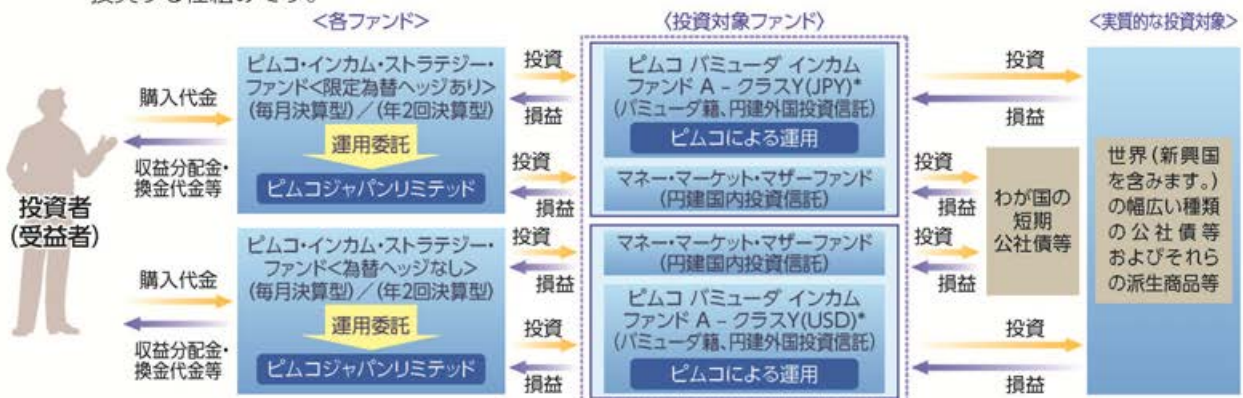 <各ファンド>
〈投資対象ファンド〉
<実質的な投資対象>
投資者
(受益者)
購入代金
収益分配金・
換金代金等
ピムコ・インカム・ストラテジー・
ファンド<限定為替ヘッジあり>
(毎月決算型)/(年2回決算型)
運用委託
ピムコジャパンリミテッド
投資
損益
投資
損益
ピムコ バミューダ インカム
ファンド A – クラスY(JPY)*
(バミューダ籍、円建外国投資信託)
ピムコによる運用
マネー・マーケット・マザーファンド
(円建国内投資信託)
投資
損益
投資
損益
購入代金
収益分配金・
換金代金等
ピムコ・インカム・ストラテジー・
ファンド<為替ヘッジなし>
(毎月決算型)/(年2回決算型)
運用委託
ピムコジャパンリミテッド
投資
損益
投資
損益
マネー・マーケット・マザーファンド
(円建国内投資信託)
ピムコ バミューダ インカム
ファンド A – クラスY(USD)*
(バミューダ籍、円建外国投資信託)
ピムコによる運用
投資
損益
投資
損益
わが国の
短期
公社債等
世界(新興国
を含みます。)
の幅広い種類
の公社債等
およびそれら
の派生商品等